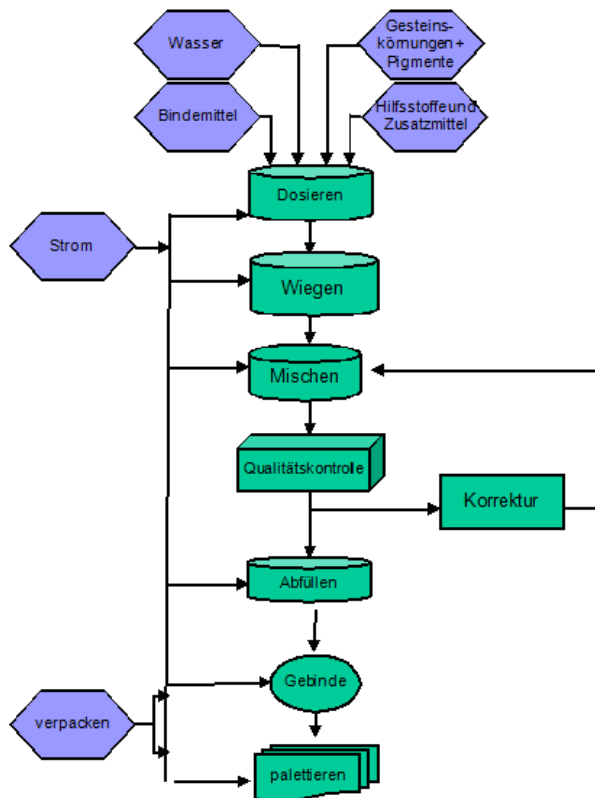 Wasser
Gesteins-
körnungen +
Pigmente
Bindemittel
Hilfsstoffeund
Zusatzmittel
Dosieren
Strom
Wiegen
Mischen
Qualitätskontrolle
Korrektur
Abfüllen
Gebinde
verpacken
palettieren